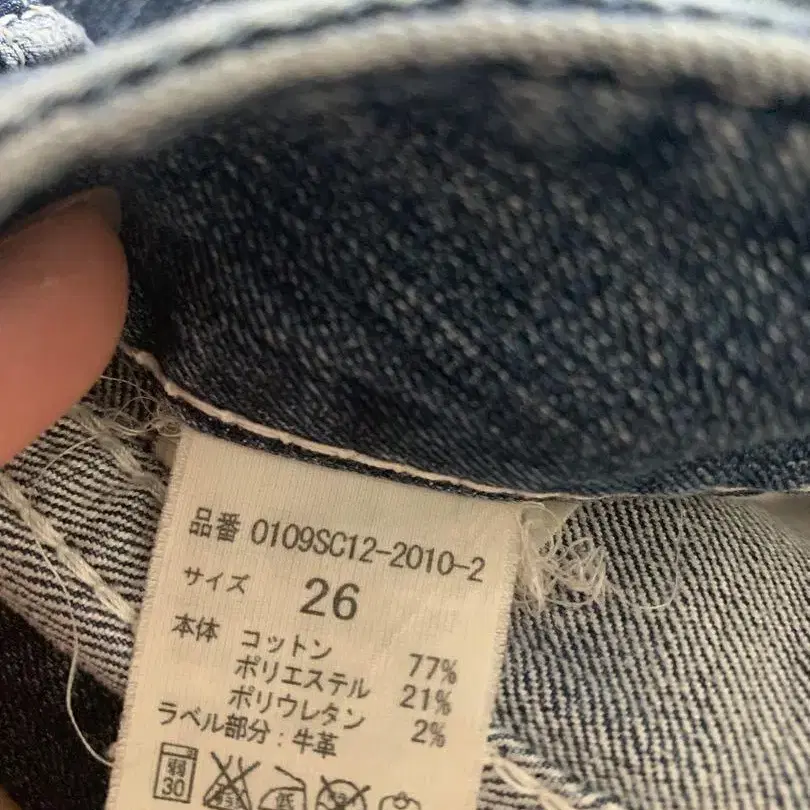 品番 0109SC12-2010-2
サイズ 26
本体 コットン 77%
ポリエステル 21%
ポリウレタン 2%
ラベル部分：牛革
弱
30
低